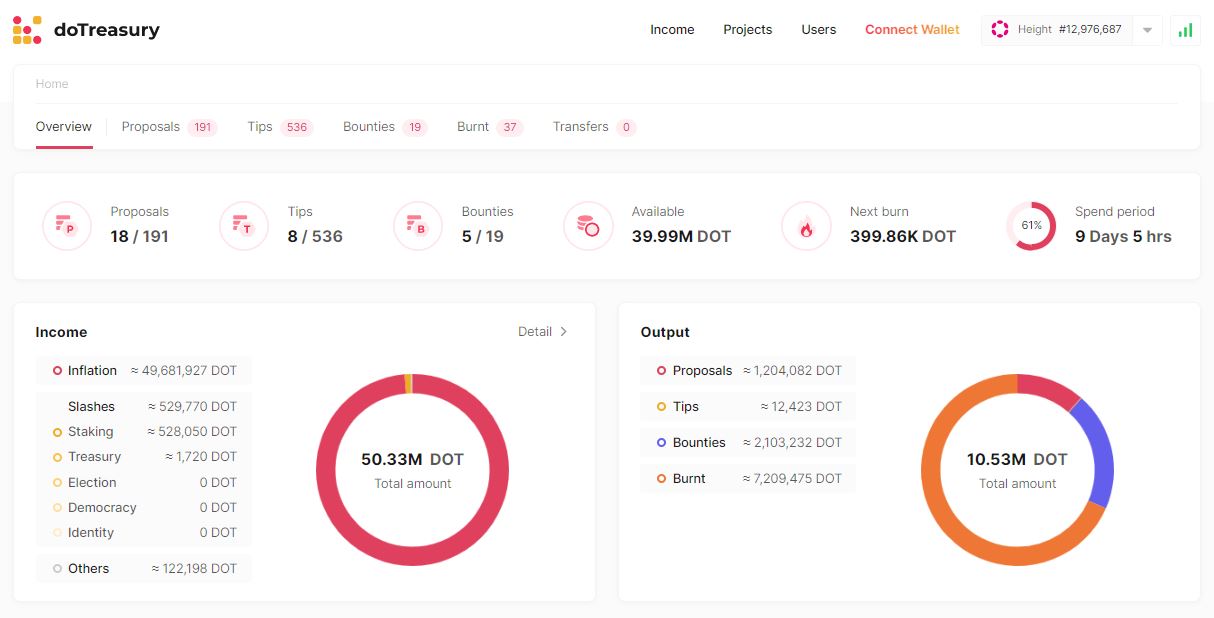 doTreasury Income Projects Users Connect Wallet Height #12,976,687
Home
Overview Proposals 191 Tips 536 Bounties 19 Burnt 37 Transfers 0
Proposals Tips Bounties Available Next burn Spend period
P T B 18 / 191 8 / 536 5 / 19 39.99M DOT 399.86K DOT 61% 9 Days 5 hrs
Income Detail
Inflation ≈ 49,681,927 DOT
Slashes ≈ 529,770 DOT
Staking ≈ 528,050 DOT
Treasury ≈ 1,720 DOT
Election 0 DOT
Democracy 0 DOT
Identity 0 DOT
Others ≈ 122,198 DOT
50.33M DOT
Total amount
Output
Proposals ≈ 1,204,082 DOT
Tips ≈ 12,423 DOT
Bounties ≈ 2,103,232 DOT
Burnt ≈ 7,209,475 DOT
10.53M DOT
Total amount